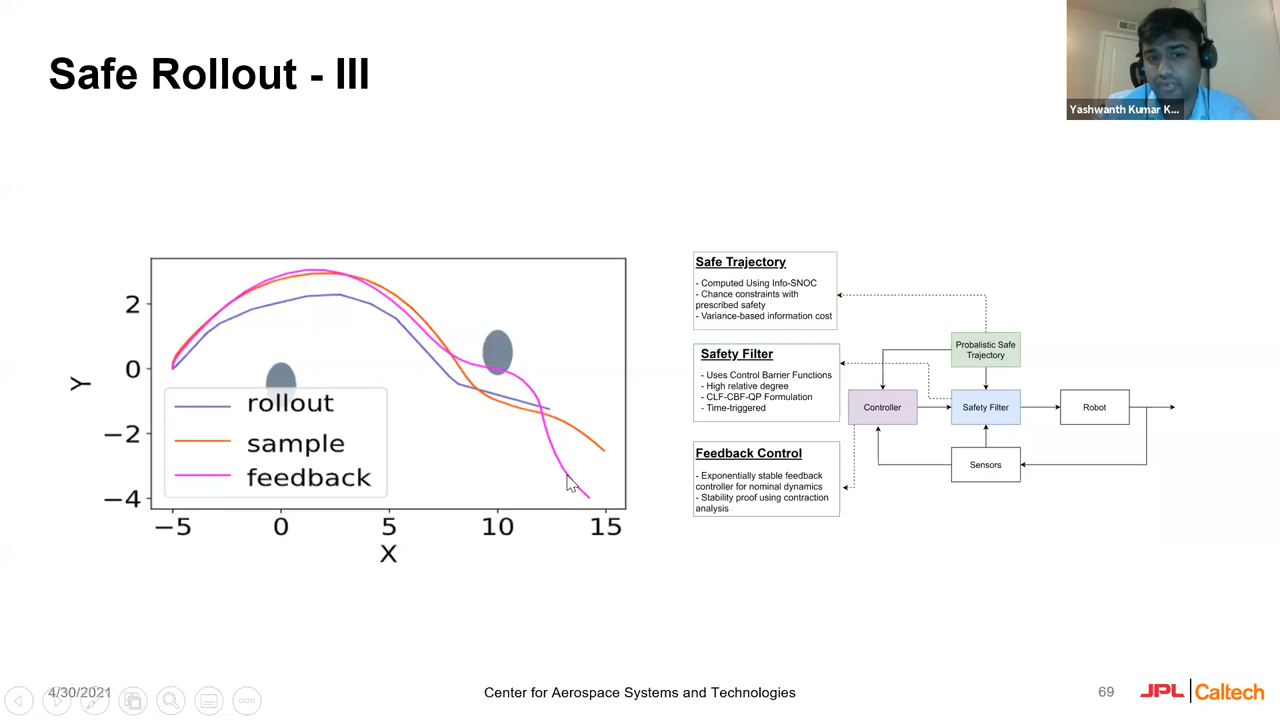 Safe Rollout - III
Yashwanth Kumar K...
2
0
−2
−4
Y
rollout
sample
feedback
−5
0
5
10
15
X
Safe Trajectory
- Computed Using Info-SNOC
- Chance constraints with
prescribed safety
- Variance-based information cost
Safety Filter
- Uses Control Barrier Functions
- High relative degree
- CLF-CBF-QP Formulation
- Time-triggered
Feedback Control
- Exponentially stable feedback
controller for nominal dynamics
- Stability proof using contraction
analysis
Probalistic Safe
Trajectory
Controller
Safety Filter
Robot
Sensors
4/30/2021
Center for Aerospace Systems and Technologies
69
JPL Caltech